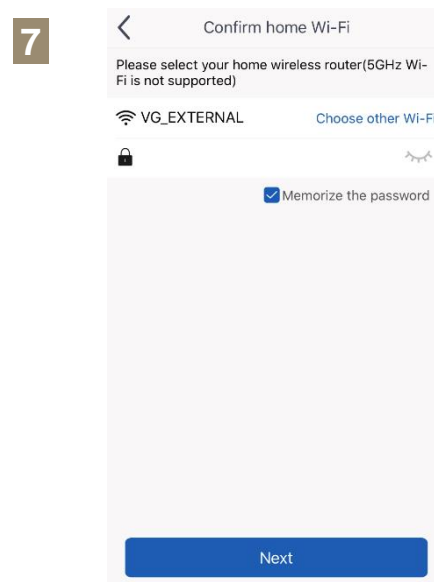 7
Confirm home Wi-Fi
Please select your home wireless router(5GHz Wi-
Fi is not supported)
VG_EXTERNAL Choose other Wi-Fi
Memorize the password
Next